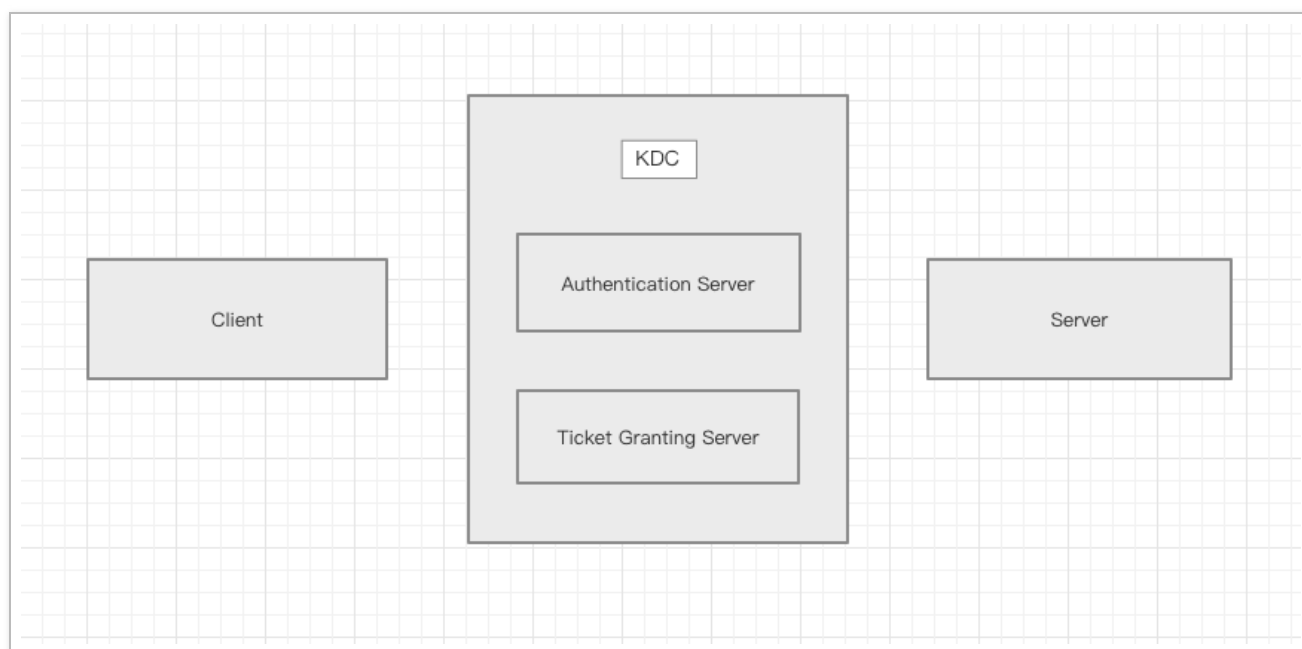 KDC
Authentication Server
Client
Server
Ticket Granting Server